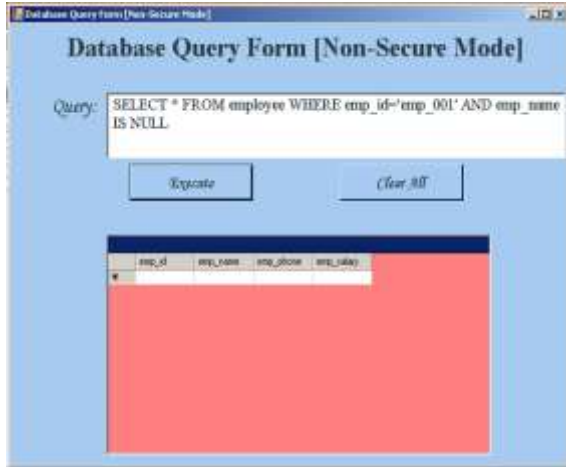 Database Query Form [Non-Secure Mode]
Database Query Form [Non-Secure Mode]
Query:
SELECT * FROM employee WHERE emp_id='emp_001' AND emp_name
IS NULL
Execute Clear All
emp_id emp_name emp_phone emp_salary